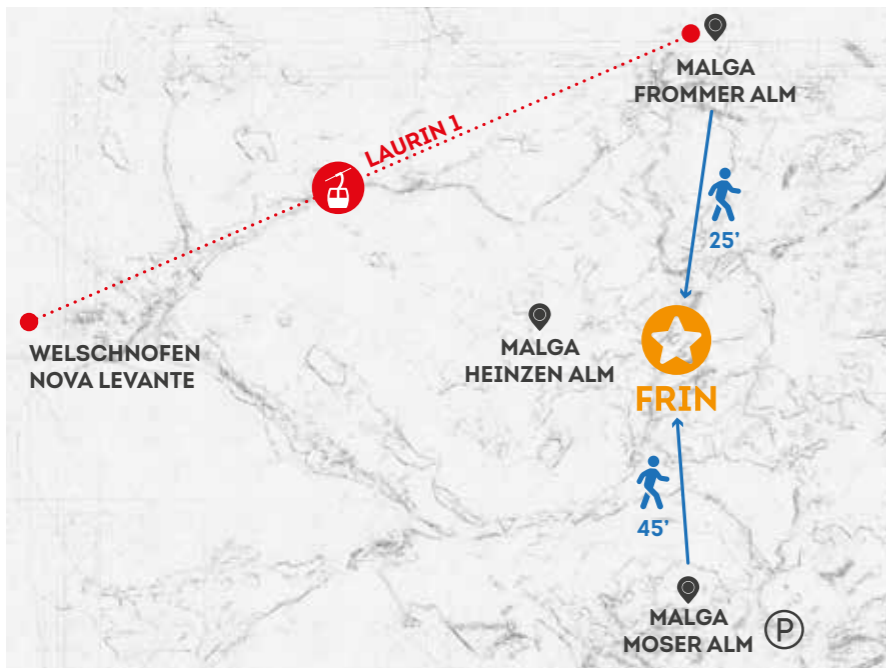 MALGA
FROMMER ALM
LAURIN 1
25'
WELSCHNOFEN
NOVA LEVANTE
MALGA
HEINZEN ALM
FRIN
45'
MALGA
MOSER ALM
P